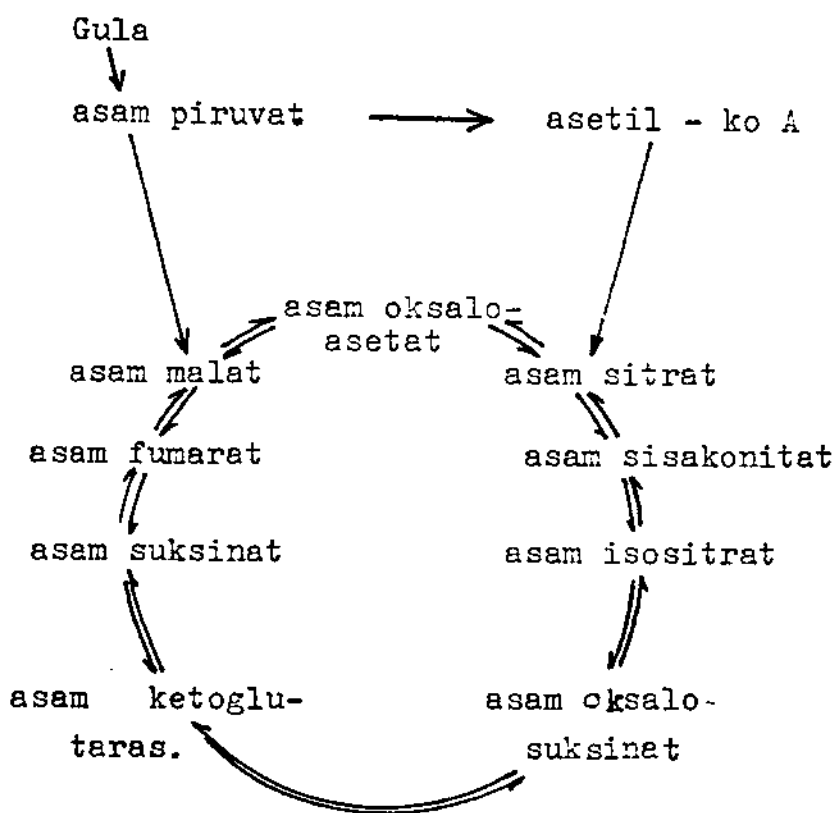 Gula
asam piruvat
asetil - ko A
asam oksalo-
asetat
asam malat
asam sitrat
asam fumarat
asam sisakonitat
asam suksinat
asam isositrat
asam ketoglu-
taras.
asam oksalo-
suksinat